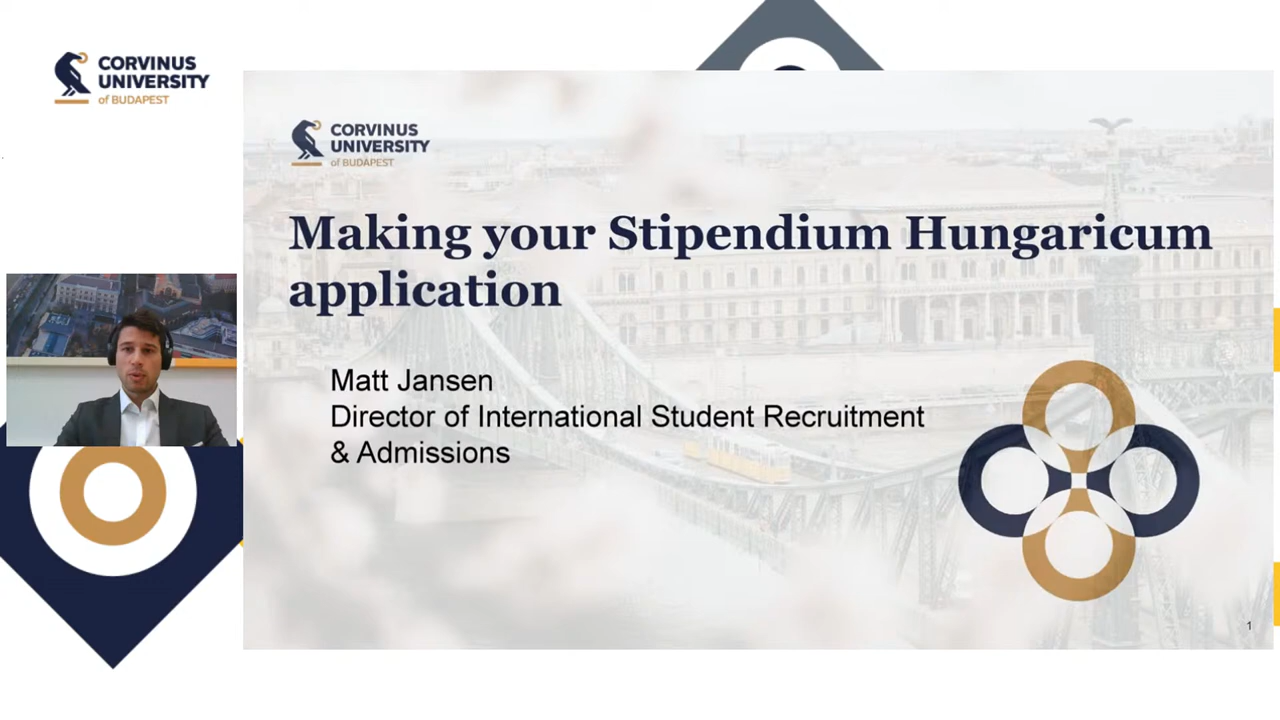 CORVINUS
UNIVERSITY
of BUDAPEST
CORVINUS
UNIVERSITY
of BUDAPEST
Making your Stipendium Hungaricum
application
Matt Jansen
Director of International Student Recruitment
& Admissions
1